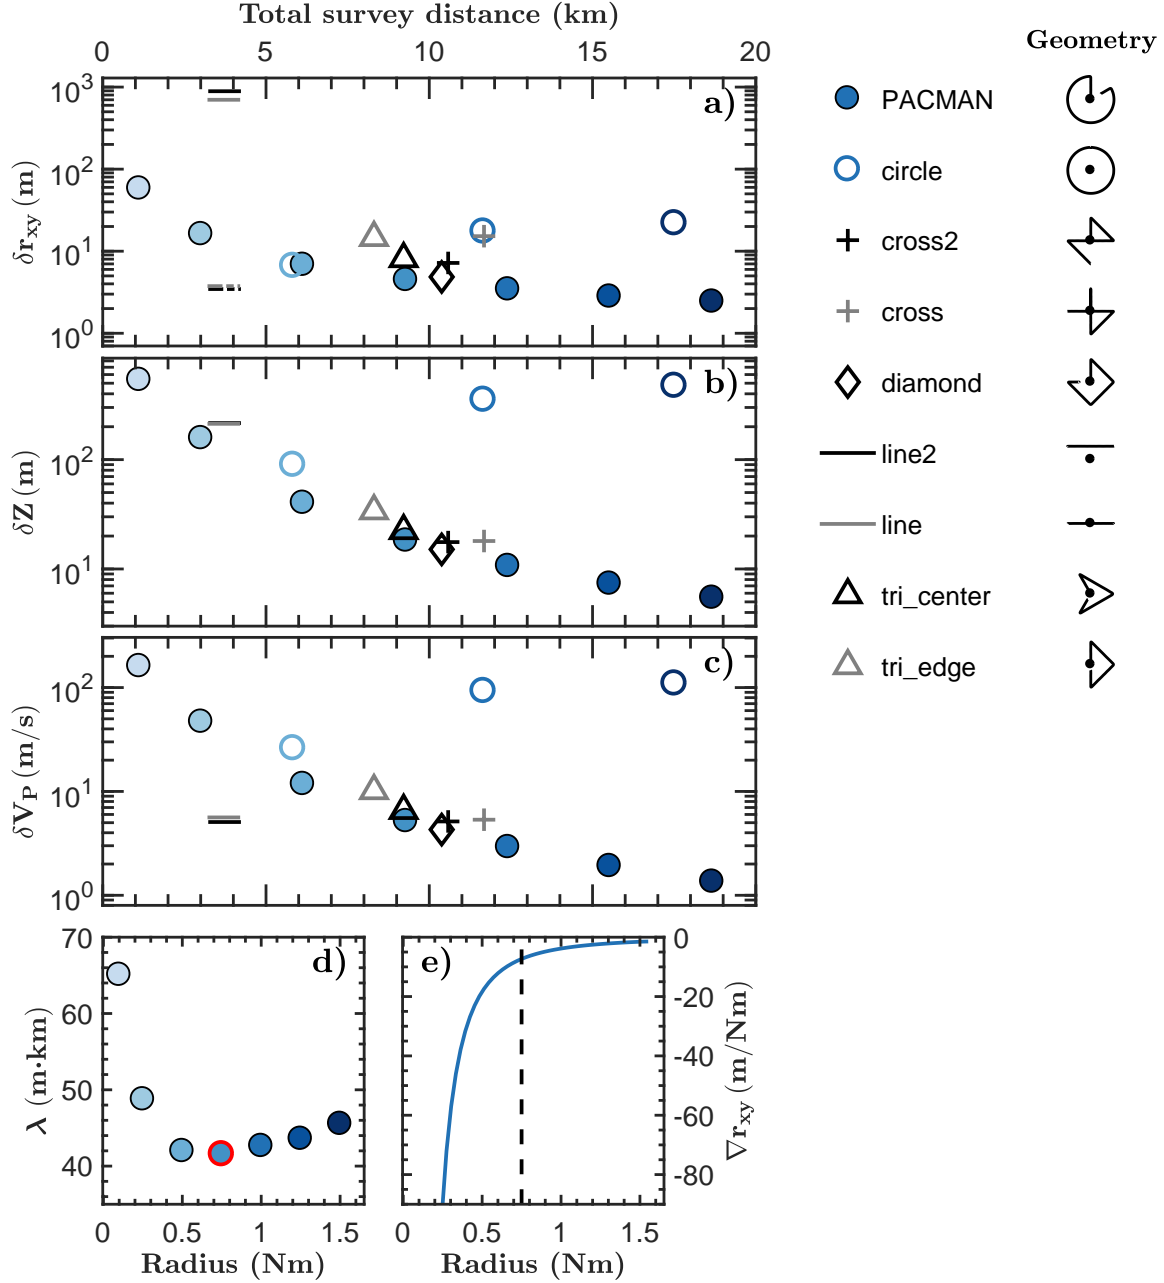 Total survey distance (km)
0 5 10 15 20
Geometry
10³
10²
10¹
10⁰
δr_xy (m)
a)
PACMAN
circle
cross2
cross
diamond
line2
line
tri_center
tri_edge
10²
10¹
δZ (m)
b)
10²
10¹
10⁰
δV_P (m/s)
c)
70
60
50
40
λ (m·km)
d)
0 0.5 1 1.5
Radius (Nm)
e)
0
-20
-40
-60
-80
∇r_xy (m/Nm)
0 0.5 1 1.5
Radius (Nm)